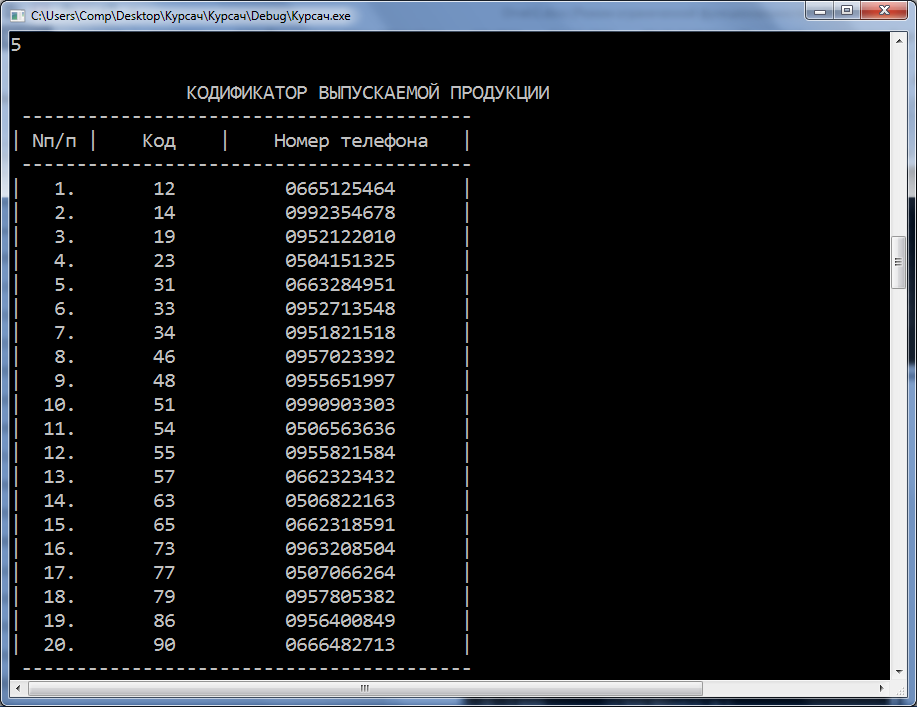 C:\Users\Comp\Desktop\Курсач\Курсач\Debug\Курсач.exe
5
КОДИФИКАТОР ВЫПУСКАЕМОЙ ПРОДУКЦИИ
-----------------------------------------
| Nп/п | Код | Номер телефона |
-----------------------------------------
| 1. 12 0665125464 |
| 2. 14 0992354678 |
| 3. 19 0952122010 |
| 4. 23 0504151325 |
| 5. 31 0663284951 |
| 6. 33 0952713548 |
| 7. 34 0951821518 |
| 8. 46 0957023392 |
| 9. 48 0955651997 |
| 10. 51 0990903303 |
| 11. 54 0506563636 |
| 12. 55 0955821584 |
| 13. 57 0662323432 |
| 14. 63 0506822163 |
| 15. 65 0662318591 |
| 16. 73 0963208504 |
| 17. 77 0507066264 |
| 18. 79 0957805382 |
| 19. 86 0956400849 |
| 20. 90 0666482713 |
-----------------------------------------